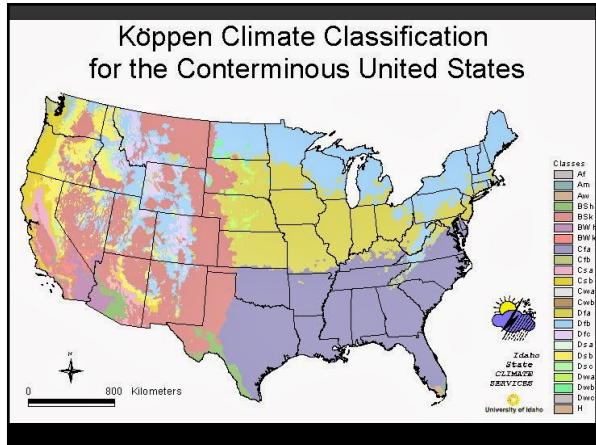 Köppen Climate Classification
for the Conterminous United States
Classes
Af
Am
Aw
BSh
BSk
BWh
BWk
Cfa
Cfb
Csa
Csb
Cwa
Cwb
Dfa
Dfb
Dfc
Dsa
Dsb
Dsc
Dwa
Dwb
Dwc
H
N
0 800 Kilometers
Idaho
State
CLIMATE
SERVICES
University of Idaho